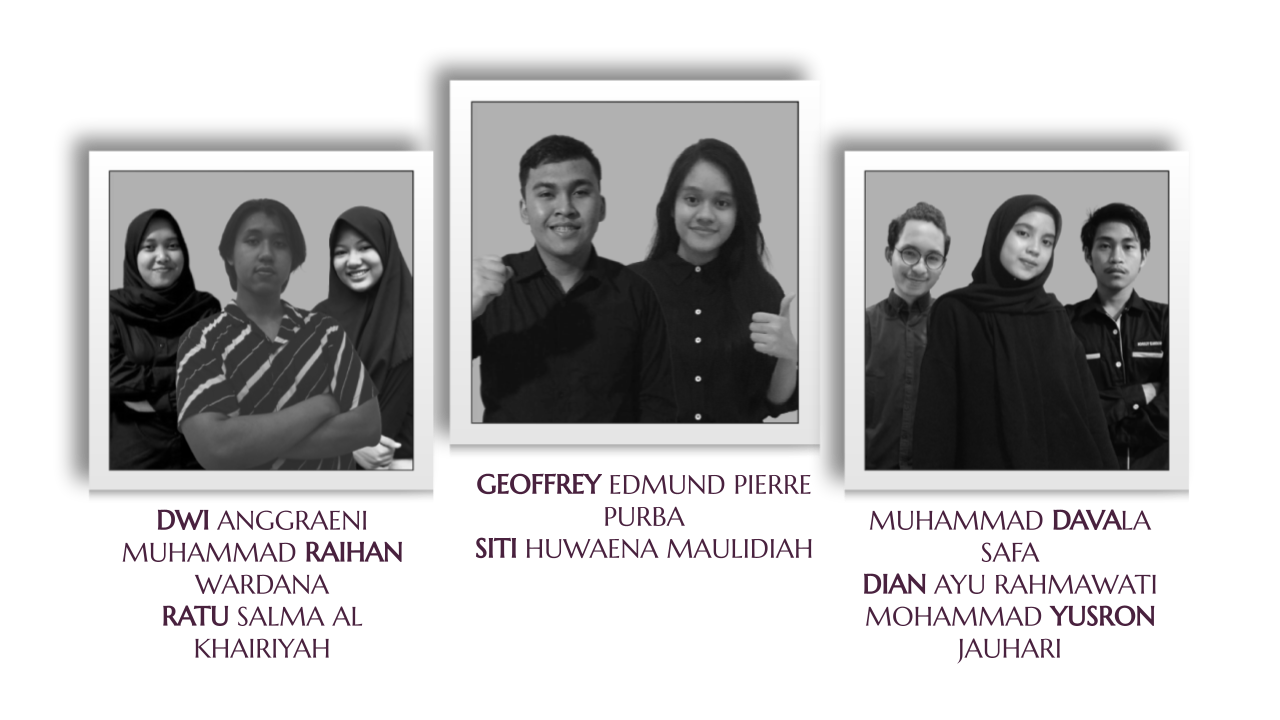 DWI ANGGRAENI
MUHAMMAD RAIHAN
WARDANA
RATU SALMA AL
KHAIRIYAH
GEOFFREY EDMUND PIERRE
PURBA
SITI HUWAENA MAULIDIAH
MUHAMMAD DAVALA
SAFA
DIAN AYU RAHMAWATI
MOHAMMAD YUSRON
JAUHARI